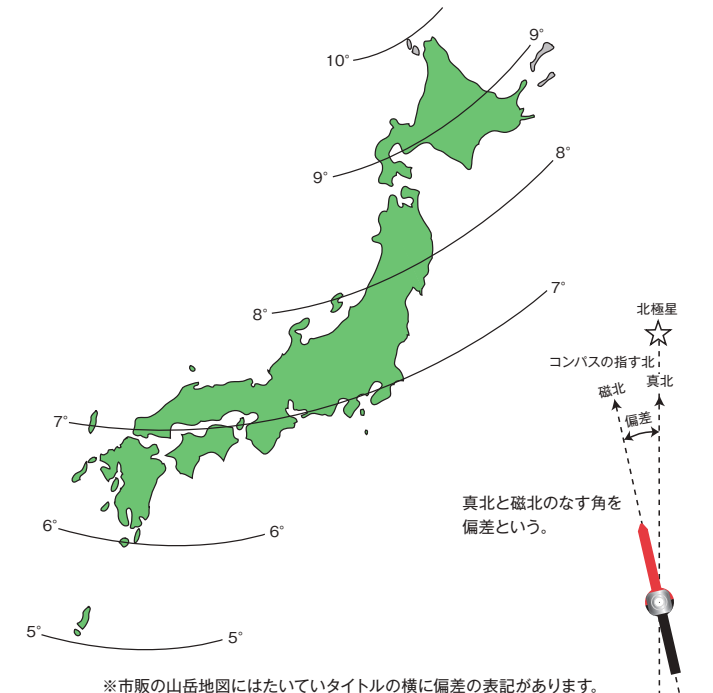 10°
9°
9°
8°
8°
7°
7°
6°
6°
5°
5°
北極星
コンパスの指す北
磁北
真北
偏差
真北と磁北のなす角を
偏差という。
※市販の山岳地図にはたいていタイトルの横に偏差の表記があります。